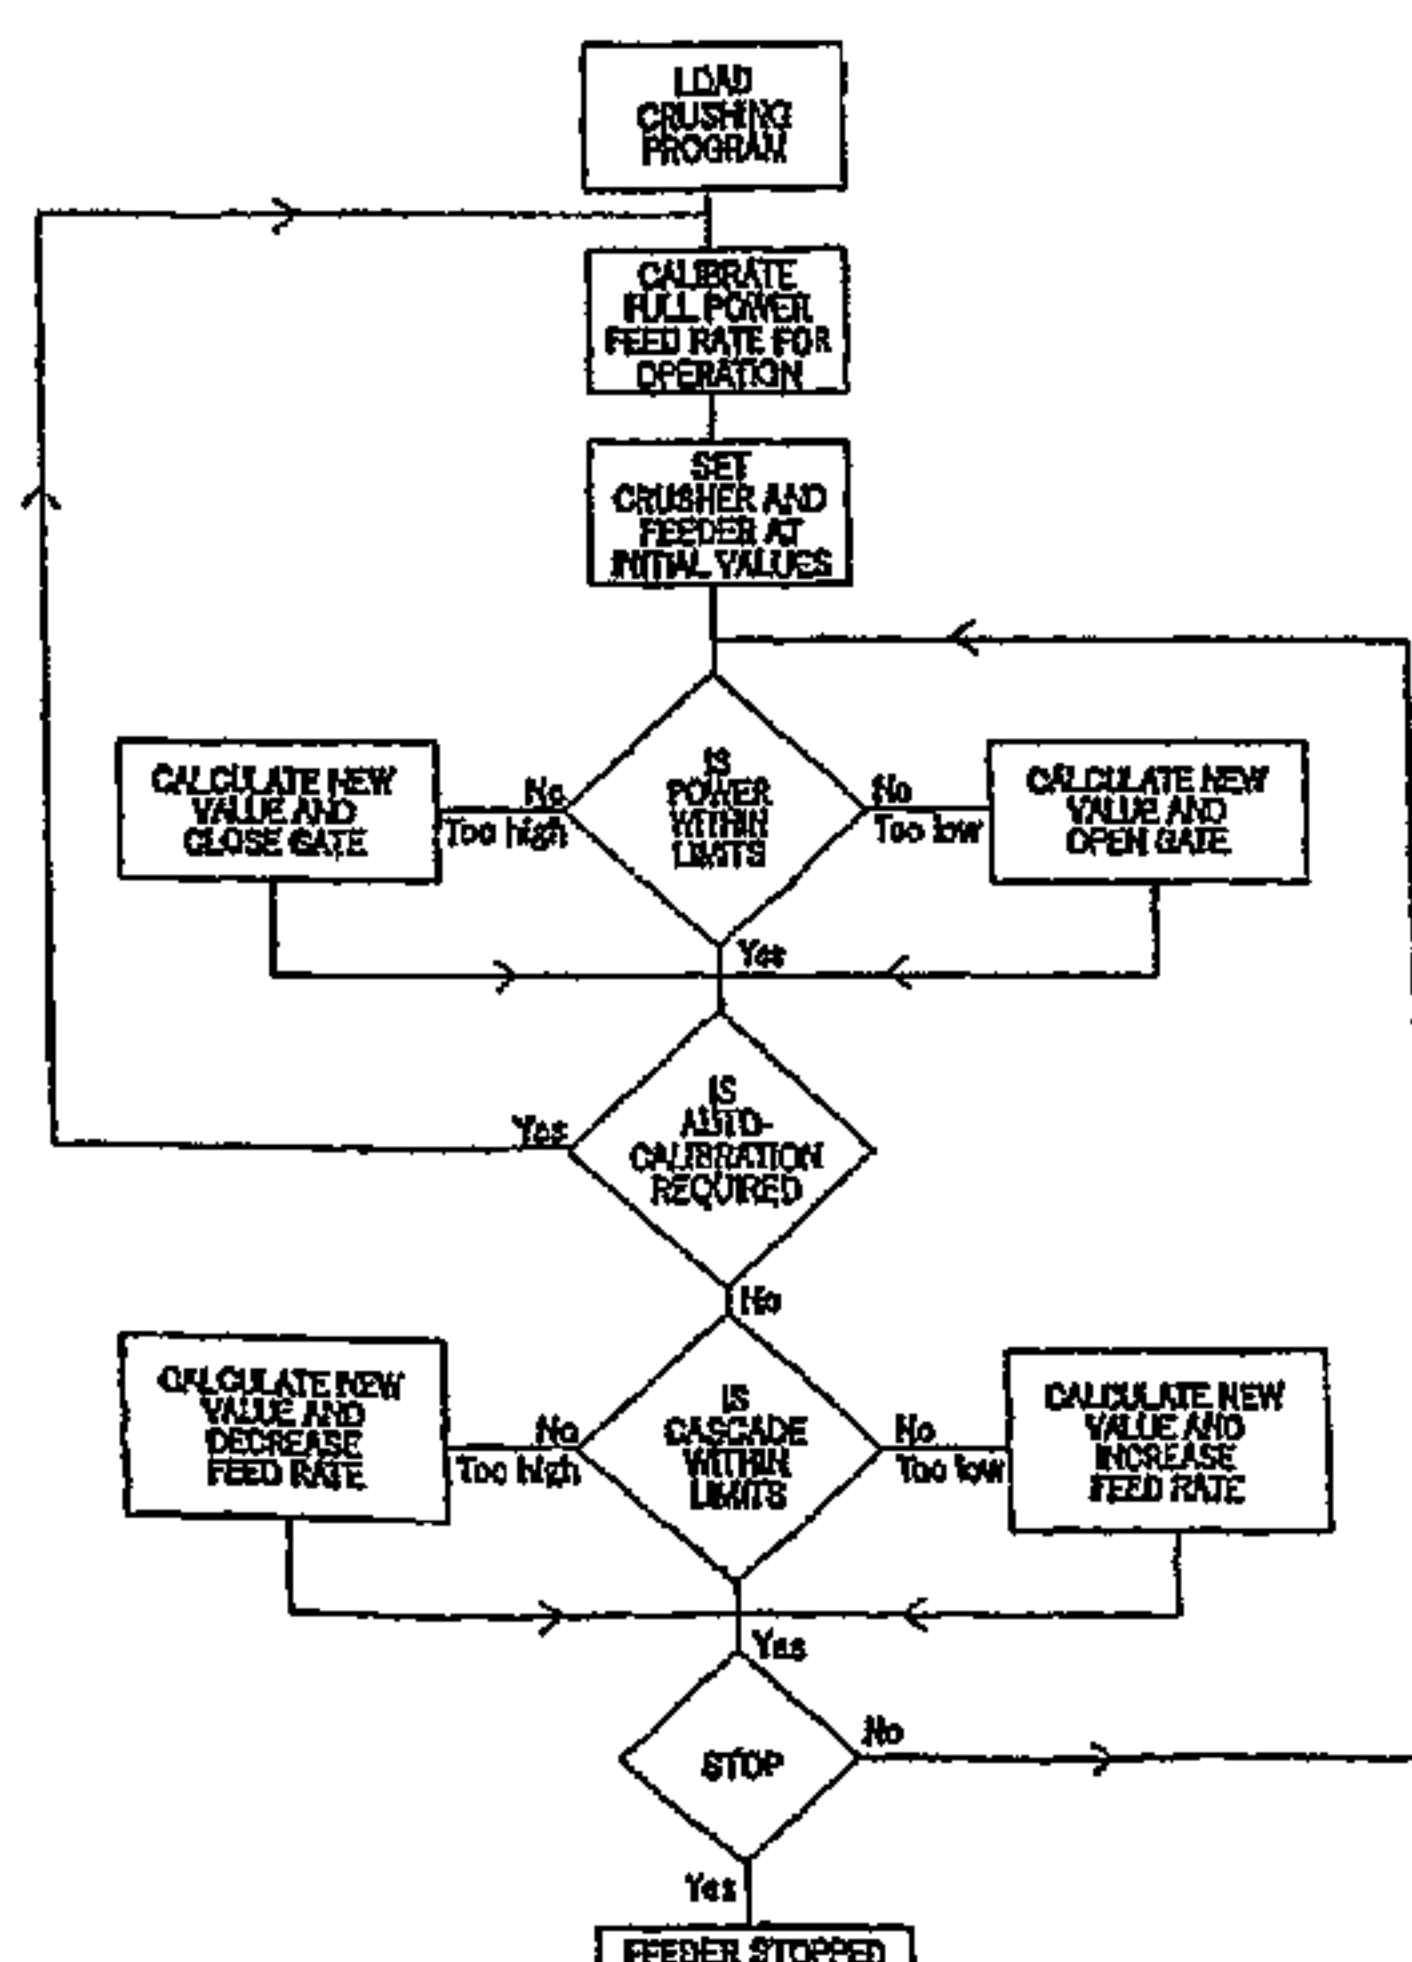 LOAD
CRUSHING
PROGRAM
CALIBRATE
FULL POWER
FEED RATE FOR
OPERATION
SET
CRUSHER AND
FEEDER AT
INITIAL VALUES
IS
POWER
WITHIN
LIMITS
No
Too high
CALCULATE NEW
VALUE AND
CLOSE GATE
No
Too low
CALCULATE NEW
VALUE AND
OPEN GATE
Yes
IS
AUTO-
CALIBRATION
REQUIRED
Yes
No
IS
CASCADE
WITHIN
LIMITS
No
Too high
CALCULATE NEW
VALUE AND
DECREASE
FEED RATE
No
Too low
CALCULATE NEW
VALUE AND
INCREASE
FEED RATE
Yes
STOP
No
Yes
FEEDER STOPPED